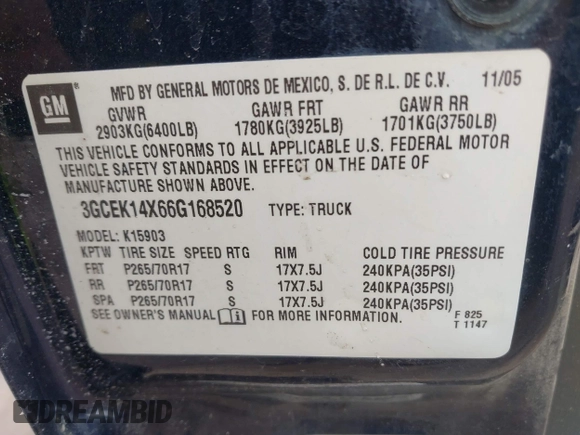 GM
MFD BY GENERAL MOTORS DE MEXICO, S. DE R.L. DE C.V. 11/05
GVWR GAWR FRT GAWR RR
2903KG(6400LB) 1780KG(3925LB) 1701KG(3750LB)
THIS VEHICLE CONFORMS TO ALL APPLICABLE U.S. FEDERAL MOTOR
VEHICLE SAFETY STANDARDS IN EFFECT ON THE DATE OF
MANUFACTURE SHOWN ABOVE.
3GCEK14X66G168520 TYPE: TRUCK
MODEL: K15903
KPTW TIRE SIZE SPEED RTG RIM COLD TIRE PRESSURE
FRT P265/70R17 S 17X7.5J 240KPA(35PSI)
RR P265/70R17 S 17X7.5J 240KPA(35PSI)
SPA P265/70R17 S 17X7.5J 240KPA(35PSI)
SEE OWNER'S MANUAL FOR MORE INFORMATION.
F 825
T 1147
DREAMBID